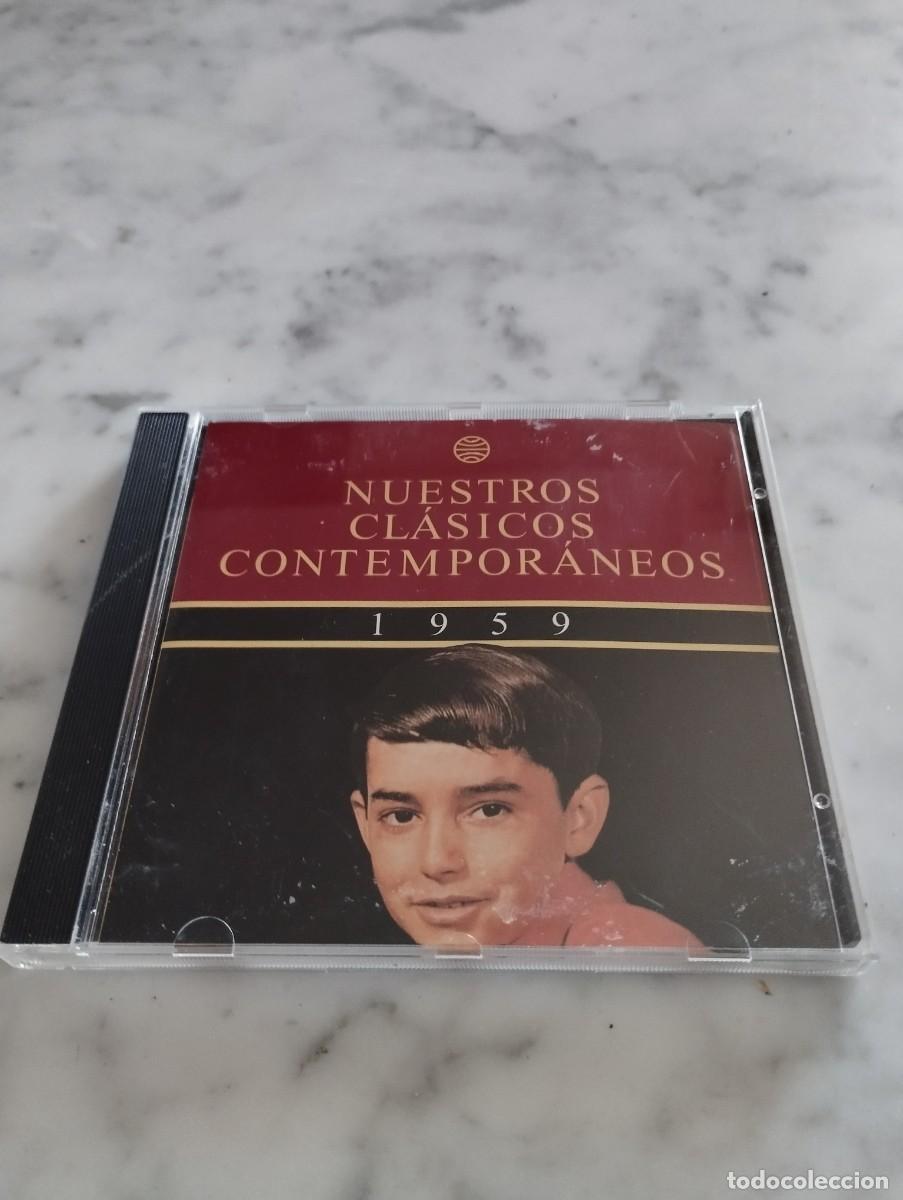 NUESTROS
CLÁSICOS
CONTEMPORÁNEOS
1959
todocoleccion